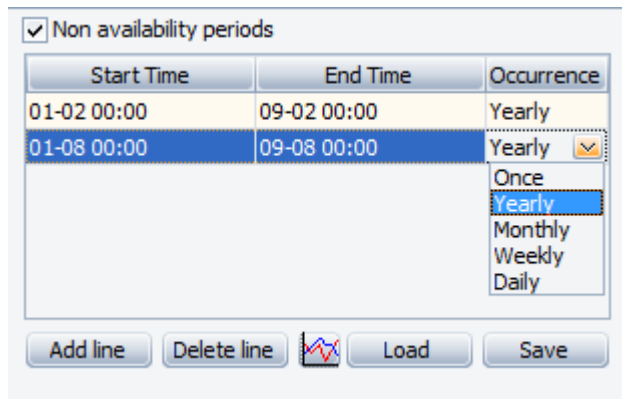 Non availability periods
Start Time End Time Occurrence
01-02 00:00 09-02 00:00 Yearly
01-08 00:00 09-08 00:00 Yearly
Once
Yearly
Monthly
Weekly
Daily
Add line Delete line Load Save